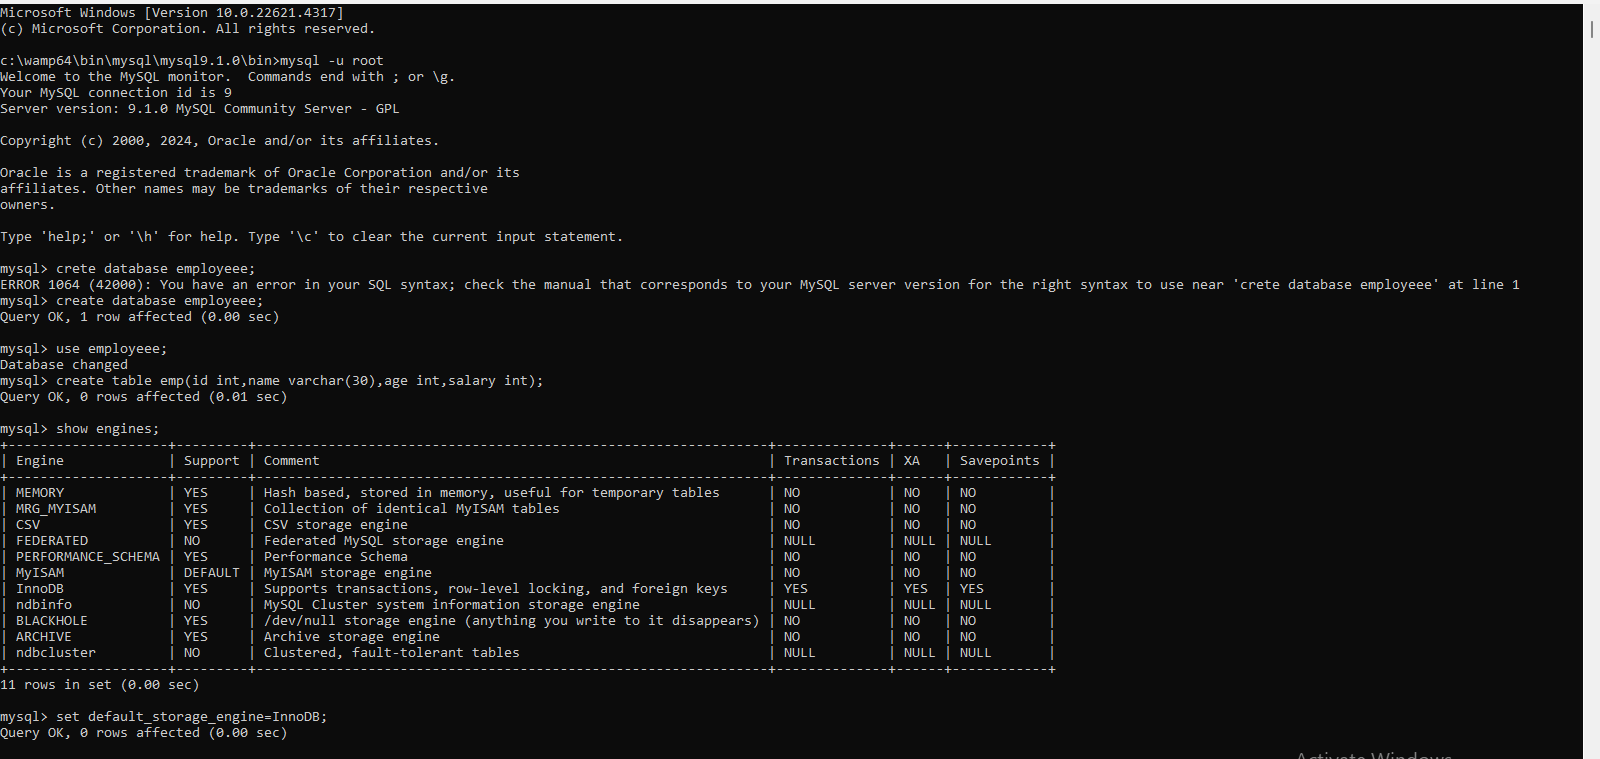 Microsoft Windows [Version 10.0.22621.4317]
(c) Microsoft Corporation. All rights reserved.
c:\wamp64\bin\mysql\mysql9.1.0\bin>mysql -u root
Welcome to the MySQL monitor.  Commands end with ; or \g.
Your MySQL connection id is 9
Server version: 9.1.0 MySQL Community Server - GPL
Copyright (c) 2000, 2024, Oracle and/or its affiliates.
Oracle is a registered trademark of Oracle Corporation and/or its
affiliates. Other names may be trademarks of their respective
owners.
Type 'help;' or '\h' for help. Type '\c' to clear the current input statement.
mysql> crete database employeee;
ERROR 1064 (42000): You have an error in your SQL syntax; check the manual that corresponds to your MySQL server version for the right syntax to use near 'crete database employeee' at line 1
mysql> create database employeee;
Query OK, 1 row affected (0.00 sec)
mysql> use employeee;
Database changed
mysql> create table emp(id int,name varchar(30),age int,salary int);
Query OK, 0 rows affected (0.01 sec)
mysql> show engines;
+--------------------+---------+----------------------------------------------------------------+--------------+------+------------+
| Engine             | Support | Comment                                                        | Transactions | XA   | Savepoints |
+--------------------+---------+----------------------------------------------------------------+--------------+------+------------+
| MEMORY             | YES     | Hash based, stored in memory, useful for temporary tables      | NO           | NO   | NO         |
| MRG_MYISAM         | YES     | Collection of identical MyISAM tables                          | NO           | NO   | NO         |
| CSV                | YES     | CSV storage engine                                             | NO           | NO   | NO         |
| FEDERATED          | NO      | Federated MySQL storage engine                                 | NULL         | NULL | NULL       |
| PERFORMANCE_SCHEMA | YES     | Performance Schema                                             | NO           | NO   | NO         |
| MyISAM             | DEFAULT | MyISAM storage engine                                          | NO           | NO   | NO         |
| InnoDB             | YES     | Supports transactions, row-level locking, and foreign keys     | YES          | YES  | YES        |
| ndbinfo            | NO      | MySQL Cluster system information storage engine                | NULL         | NULL | NULL       |
| BLACKHOLE          | YES     | /dev/null storage engine (anything you write to it disappears) | NO           | NO   | NO         |
| ARCHIVE            | YES     | Archive storage engine                                         | NO           | NO   | NO         |
| ndbcluster         | NO      | Clustered, fault-tolerant tables                               | NULL         | NULL | NULL       |
+--------------------+---------+----------------------------------------------------------------+--------------+------+------------+
11 rows in set (0.00 sec)
mysql> set default_storage_engine=InnoDB;
Query OK, 0 rows affected (0.00 sec)
Activate Windows